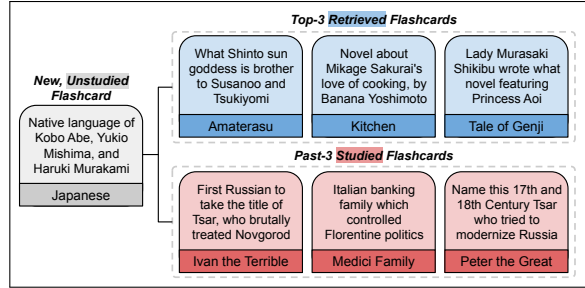 Top-3 Retrieved Flashcards
New, Unstudied
Flashcard
Native language of
Kobo Abe, Yukio
Mishima, and
Haruki Murakami
Japanese
What Shinto sun
goddess is brother
to Susanoo and
Tsukiyomi
Amaterasu
Novel about
Mikage Sakurai's
love of cooking, by
Banana Yoshimoto
Kitchen
Lady Murasaki
Shikibu wrote what
novel featuring
Princess Aoi
Tale of Genji
Past-3 Studied Flashcards
First Russian to
take the title of
Tsar, who brutally
treated Novgorod
Ivan the Terrible
Italian banking
family which
controlled
Florentine politics
Medici Family
Name this 17th and
18th Century Tsar
who tried to
modernize Russia
Peter the Great